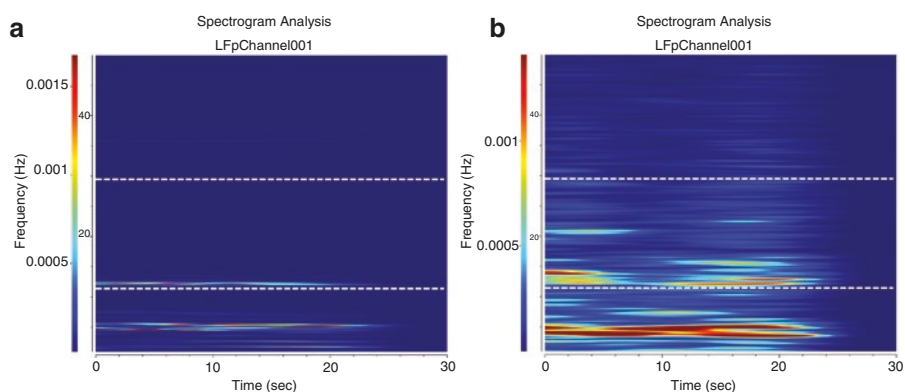 a
Spectrogram Analysis
LFpChannel001
0.0015
0.001
0.0005
Frequency (Hz)
40
20
0
10
20
30
Time (sec)
b
Spectrogram Analysis
LFpChannel001
0.001
0.0005
Frequency (Hz)
40
20
0
10
20
30
Time (sec)